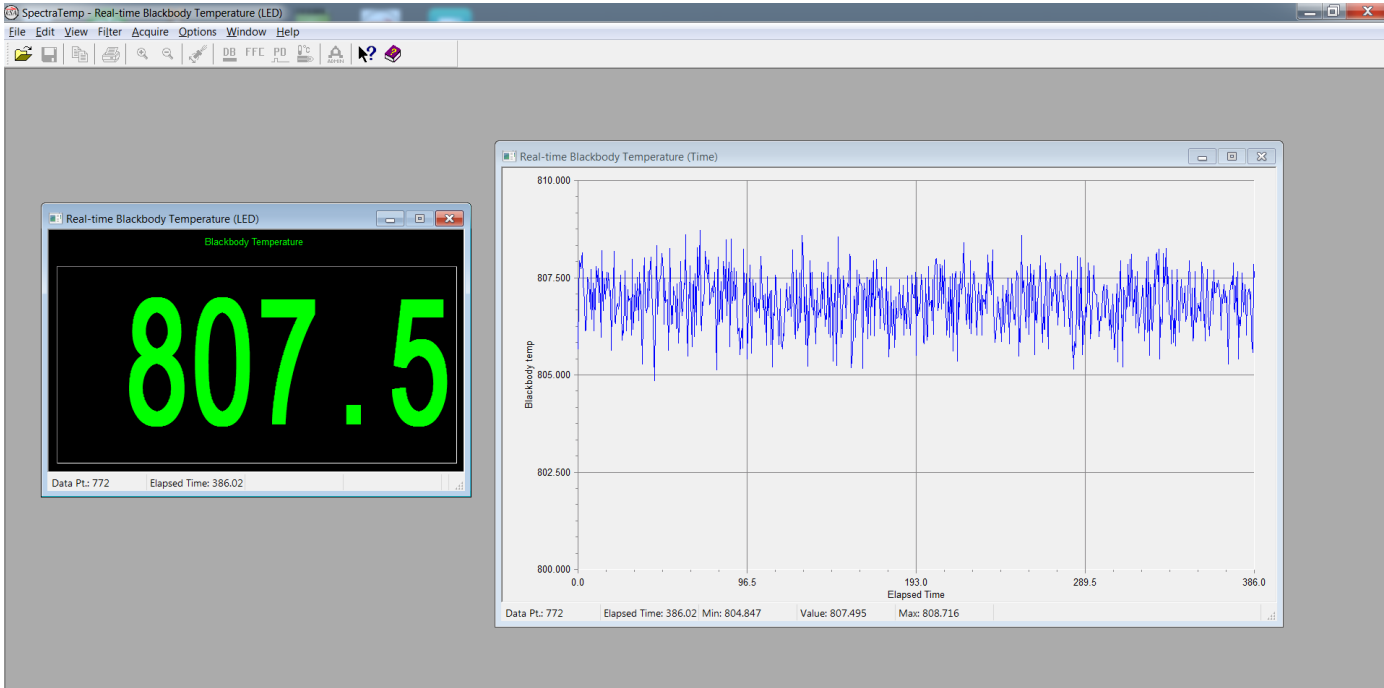 SpectraTemp - Real-time Blackbody Temperature (LED)
File Edit View Filter Acquire Options Window Help
DB FFC PD °C ADMIN
Real-time Blackbody Temperature (LED)
Blackbody Temperature
807.5
Data Pt.: 772 Elapsed Time: 386.02
Real-time Blackbody Temperature (Time)
810.000
807.500
805.000
802.500
800.000
Blackbody temp
0.0 96.5 193.0 289.5 386.0
Elapsed Time
Data Pt.: 772 Elapsed Time: 386.02 Min: 804.847 Value: 807.495 Max: 808.716